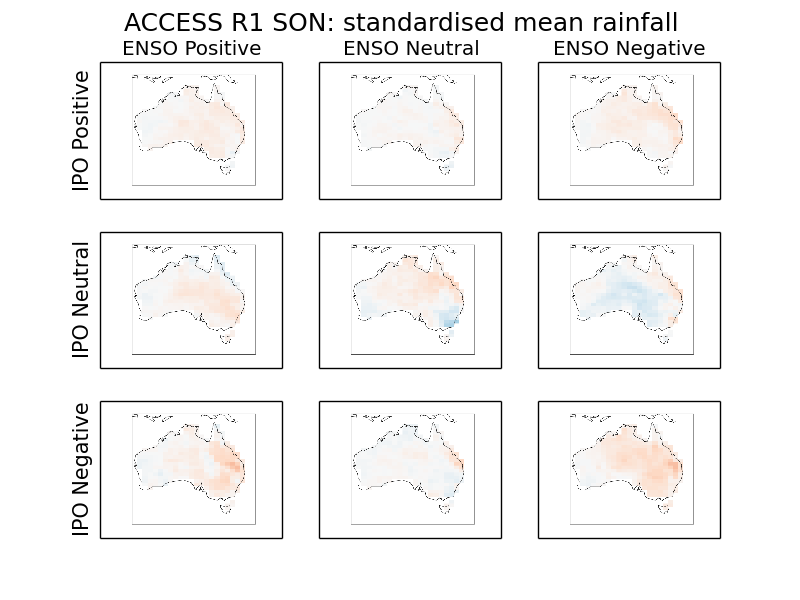 ACCESS R1 SON: standardised mean rainfall
ENSO Positive
ENSO Neutral
ENSO Negative
IPO Positive
IPO Neutral
IPO Negative